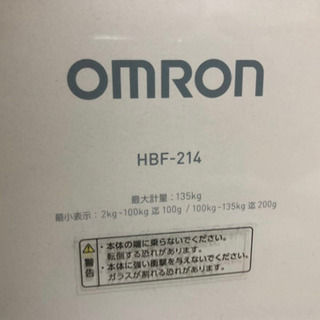 OMRON
HBF-214
最大計量：135kg
最小表示：2kg-100kg 迄 100g / 100kg-135kg 迄 200g
警告
・本体の端に乗らないでください。
転倒する恐れがあります。
・本体に強い衝撃を与えないでください。
ガラスが割れる恐れがあります。